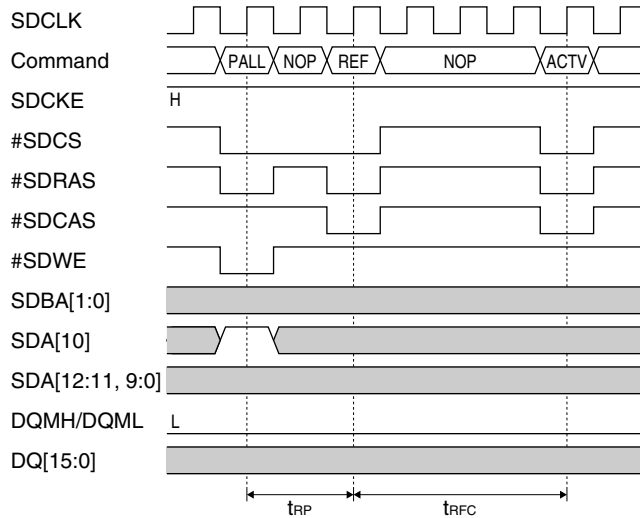 SDCLK
Command PALL NOP REF NOP ACTV
SDCKE H
#SDCS
#SDRAS
#SDCAS
#SDWE
SDBA[1:0]
SDA[10]
SDA[12:11, 9:0]
DQMH/DQML L
DQ[15:0]
tRP tRFC